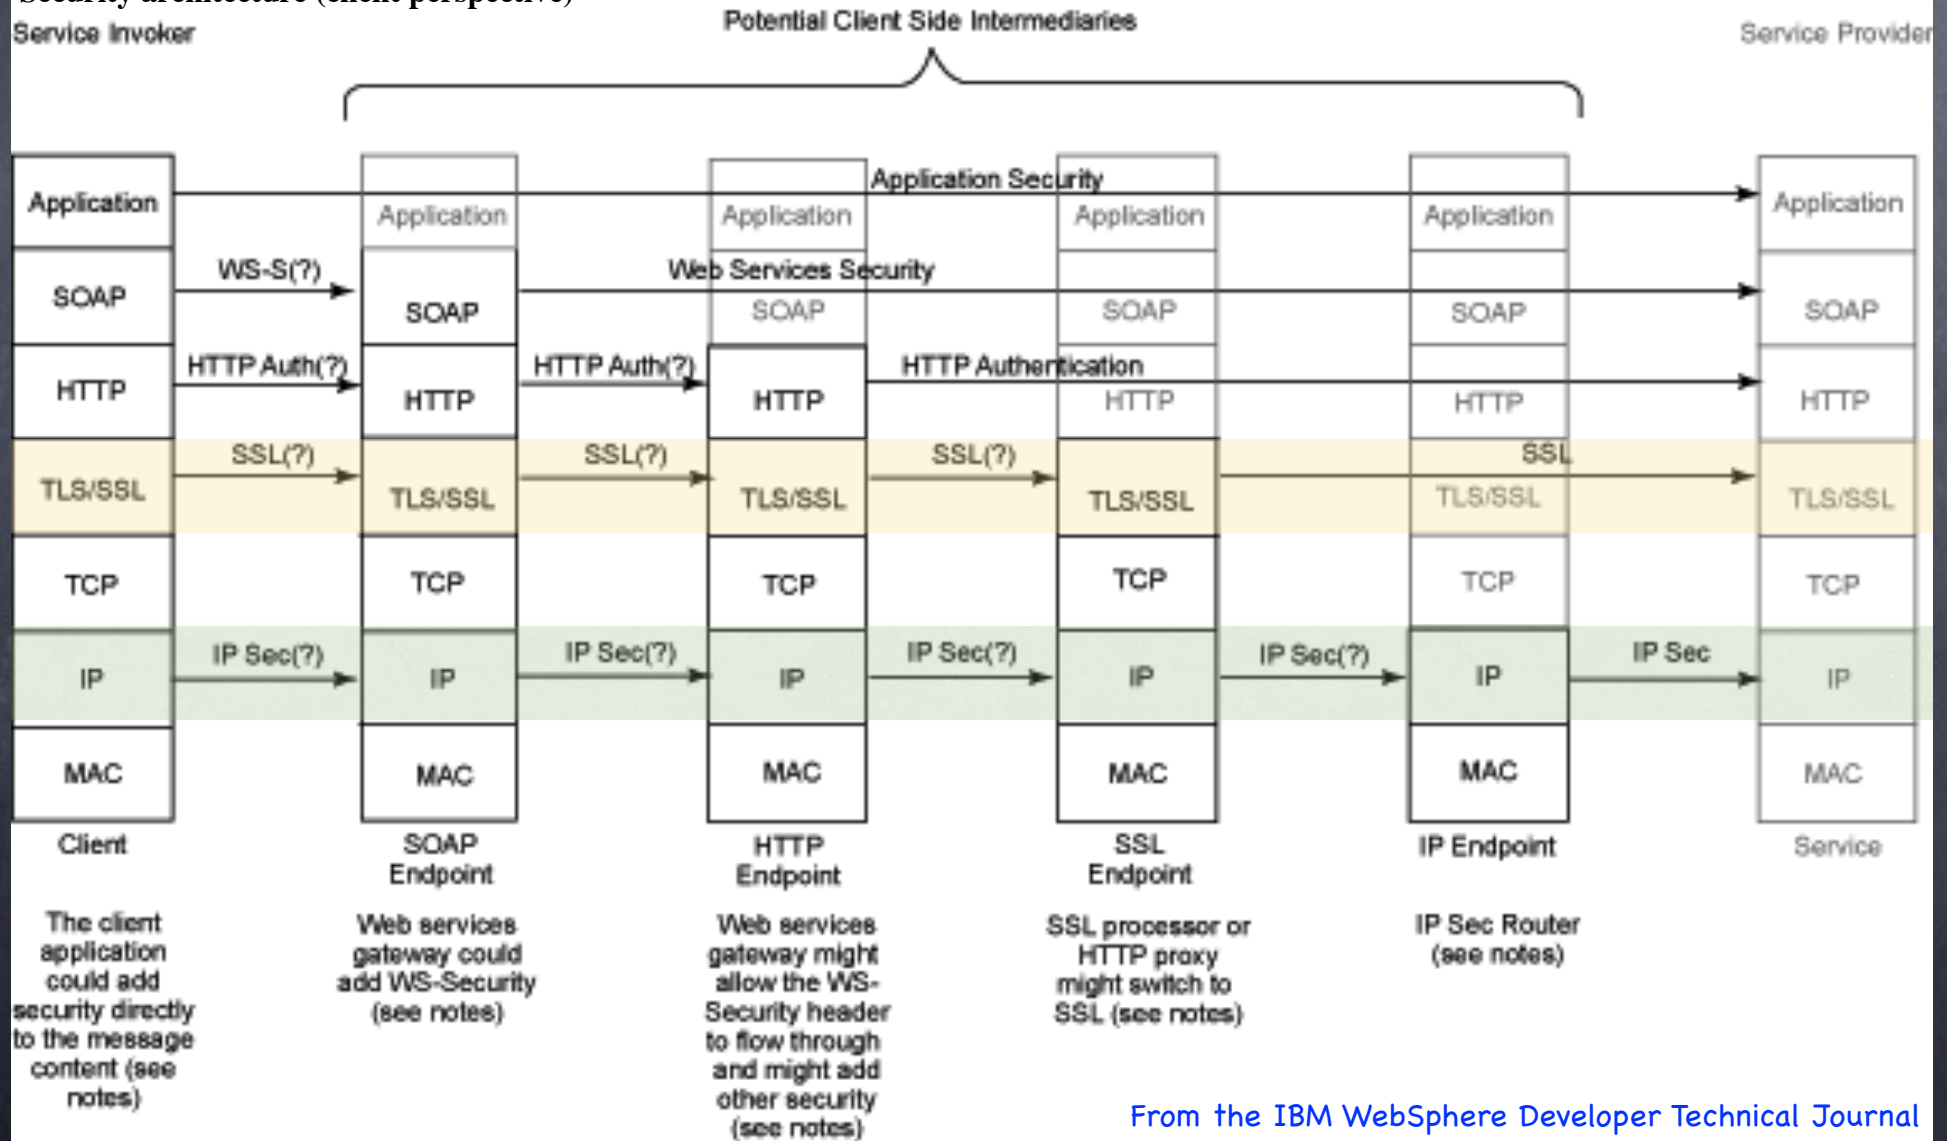 Security architecture (client perspective)
Service Invoker
Potential Client Side Intermediaries
Service Provider
Application
Application
Application
Application
Application
Application
Application Security
SOAP
WS-S(?)
SOAP
Web Services Security
SOAP
SOAP
SOAP
SOAP
HTTP
HTTP Auth(?)
HTTP
HTTP Auth(?)
HTTP
HTTP Authentication
HTTP
HTTP
HTTP
TLS/SSL
SSL(?)
TLS/SSL
SSL(?)
TLS/SSL
SSL(?)
TLS/SSL
SSL
TLS/SSL
TLS/SSL
TCP
TCP
TCP
TCP
TCP
TCP
IP
IP Sec(?)
IP
IP Sec(?)
IP
IP Sec(?)
IP
IP Sec(?)
IP
IP Sec
IP
MAC
MAC
MAC
MAC
MAC
MAC
Client
SOAP
Endpoint
HTTP
Endpoint
SSL
Endpoint
IP Endpoint
Service
The client
application
could add
security directly
to the message
content (see
notes)
Web services
gateway could
add WS-Security
(see notes)
Web services
gateway might
allow the WS-
Security header
to flow through
and might add
other security
(see notes)
SSL processor or
HTTP proxy
might switch to
SSL (see notes)
IP Sec Router
(see notes)
From the IBM WebSphere Developer Technical Journal